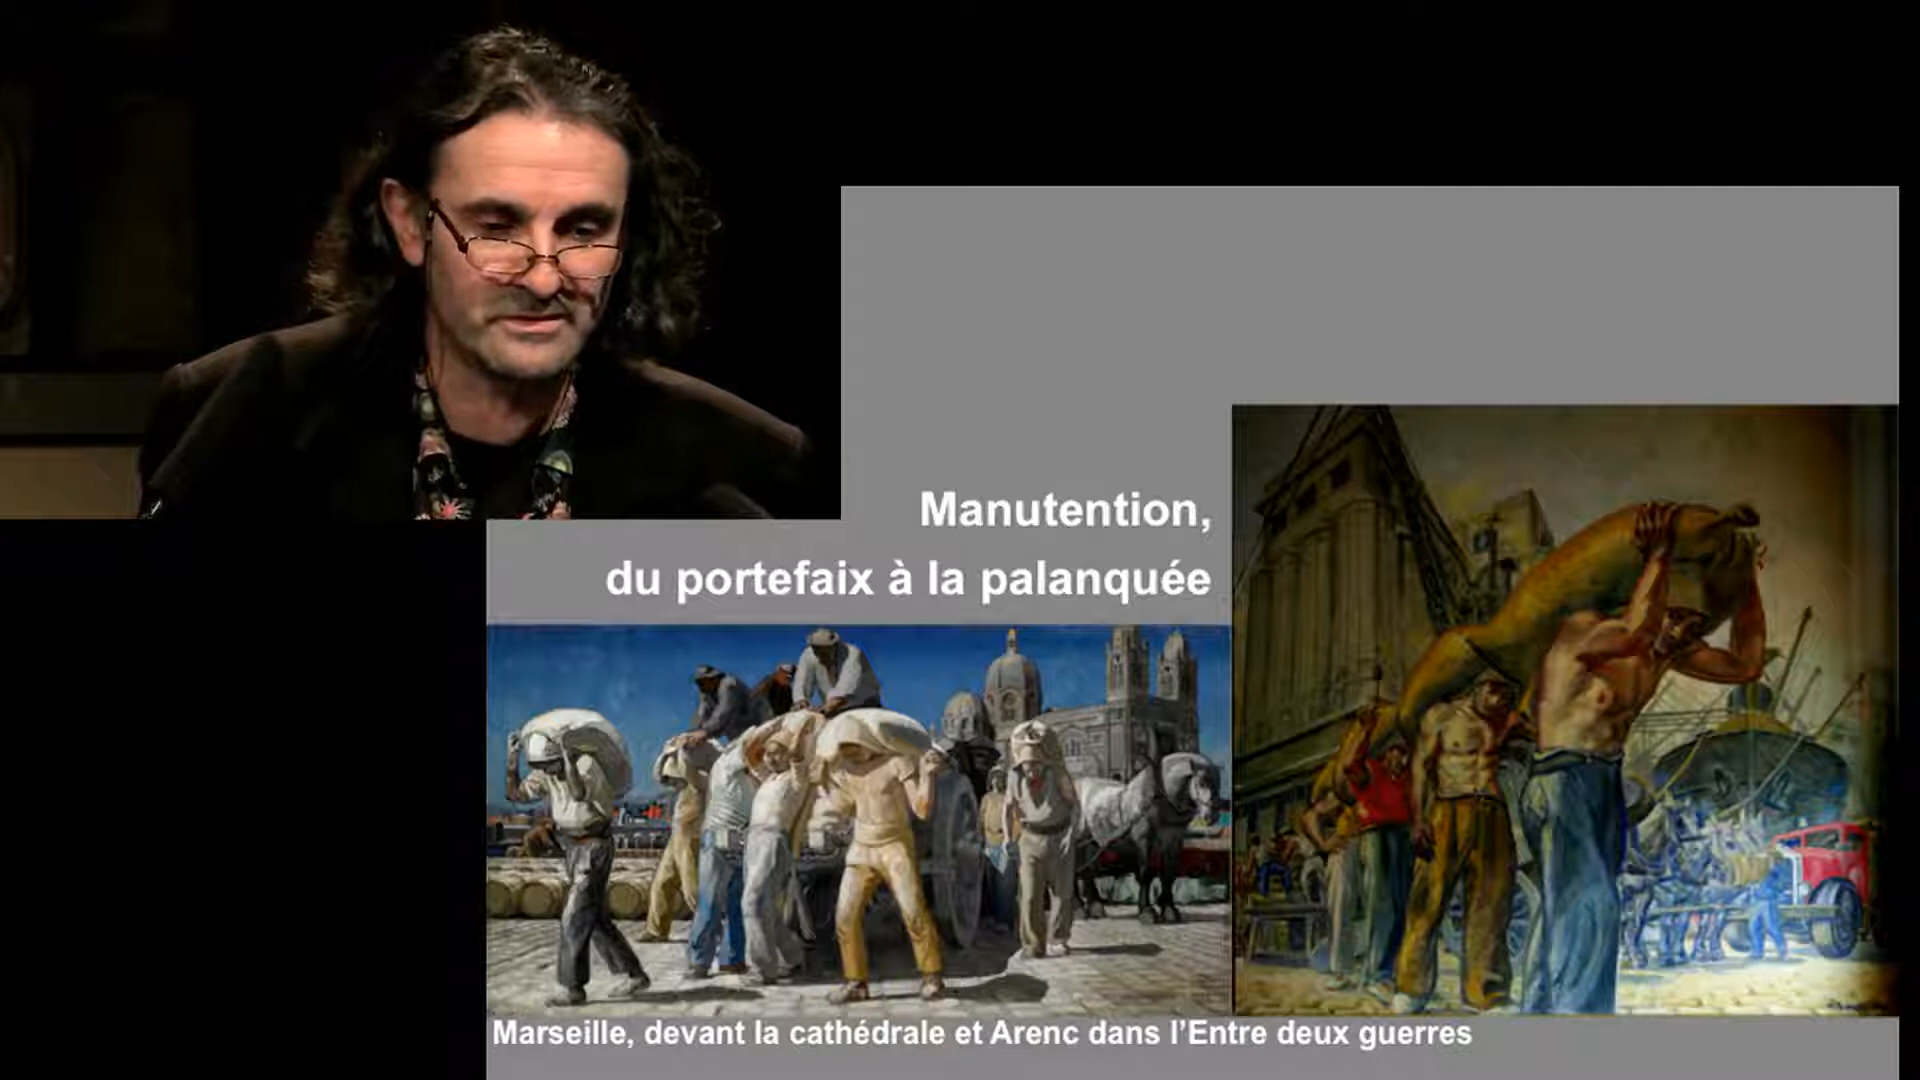 Manutention,
du portefaix à la palanquée
Marseille, devant la cathédrale et Arenc dans l’Entre deux guerres